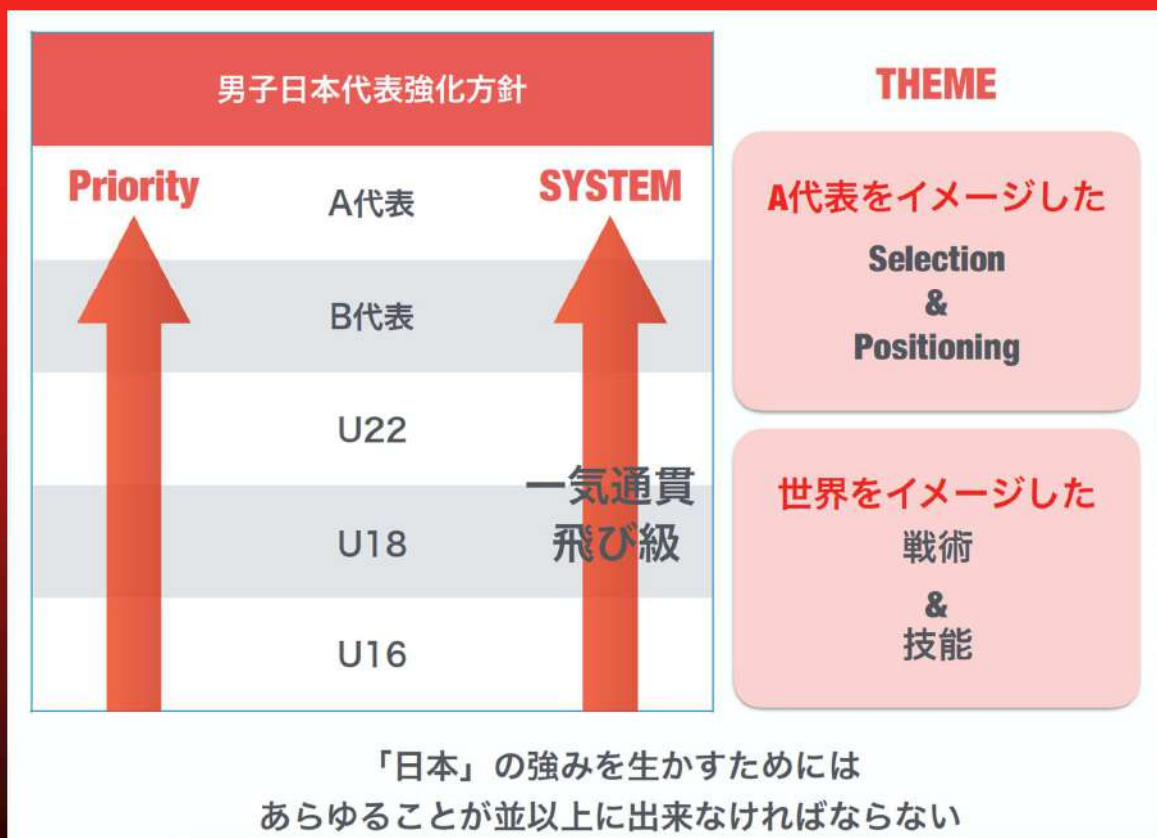 男子日本代表強化方針
Priority
SYSTEM
A代表
B代表
U22
U18
U16
一気通貫
飛び級
THEME
A代表をイメージした
Selection
&
Positioning
世界をイメージした
戦術
&
技能
「日本」の強みを生かすためには
あらゆることが並以上に出来なければならない